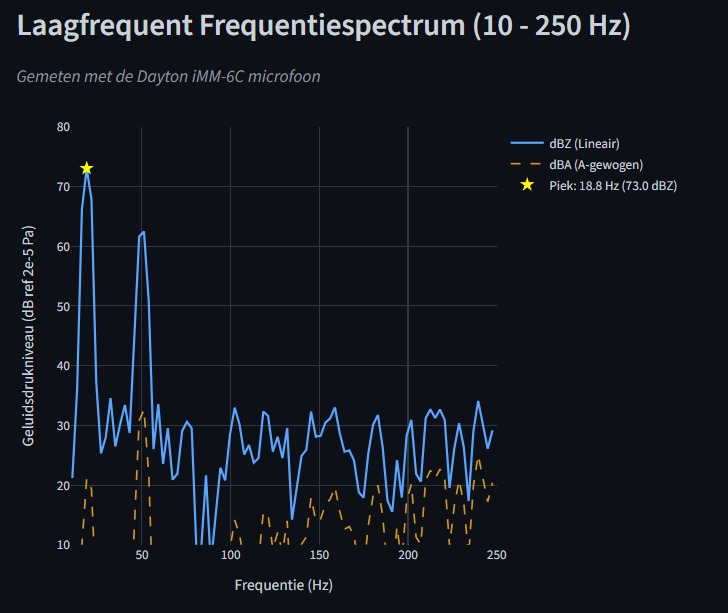 Laagfrequent Frequentiespectrum (10 - 250 Hz)
Gemeten met de Dayton iMM-6C microfoon
dBZ (Lineair)
dBA (A-gewogen)
Piek: 18.8 Hz (73.0 dBZ)
Geluidsdrukniveau (dB ref 2e-5 Pa)
80
70
60
50
40
30
20
10
50
100
150
200
250
Frequentie (Hz)